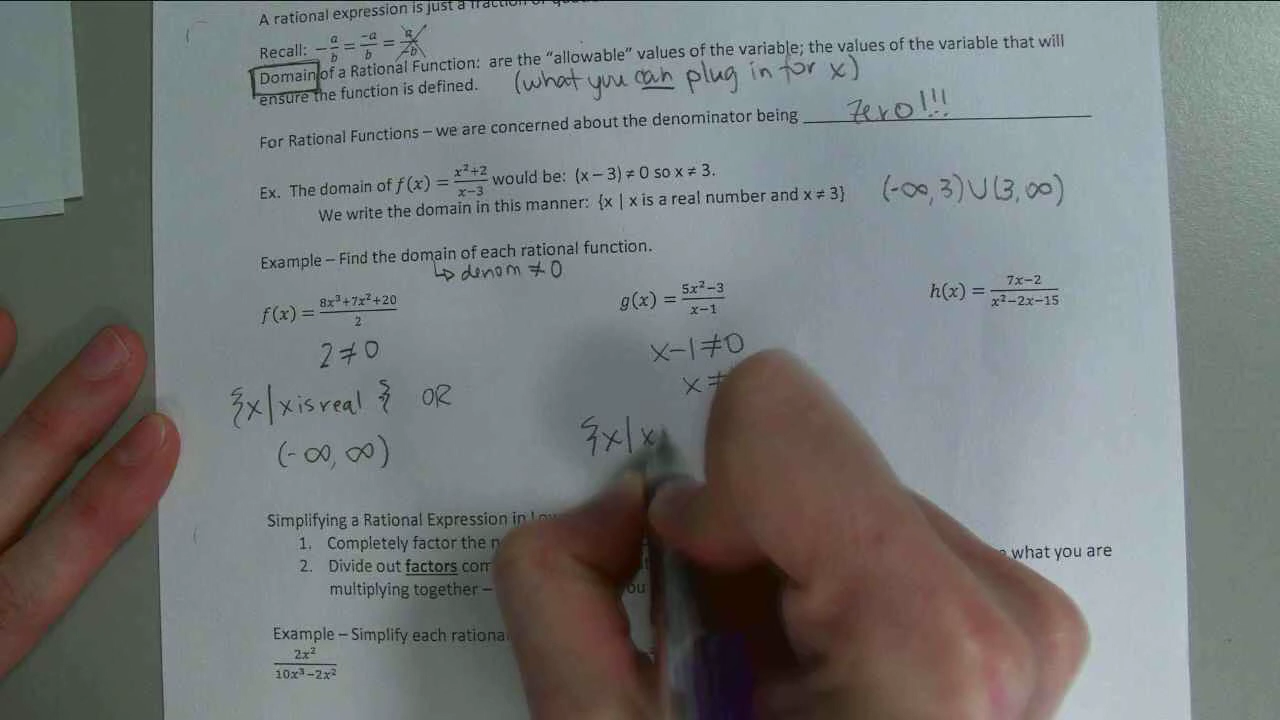 A rational expression is just a fraction of
Recall: -a/b = -a/b = a/-b
Domain of a Rational Function: are the “allowable” values of the variable; the values of the variable that will
ensure the function is defined. (what you can plug in for x)
For Rational Functions – we are concerned about the denominator being zero!!!
Ex. The domain of f(x) = x²+2/x−3 would be: (x – 3) ≠ 0 so x ≠ 3.
We write the domain in this manner: {x | x is a real number and x ≠ 3} (-∞, 3) ∪ (3, ∞)
Example – Find the domain of each rational function.
↳ denom ≠ 0
f(x) = 8x³+7x²+20/2 g(x) = 5x²−3/x−1 h(x) = 7x−2/x²−2x−15
2 ≠ 0 x-1 ≠ 0
x ≠
{x | x is real } OR
(-∞, ∞) {x | x
Simplifying a Rational Expression in
1. Completely factor the what you are
2. Divide out factors
multiplying together –
Example – Simplify each
2x²/10x³−2x²